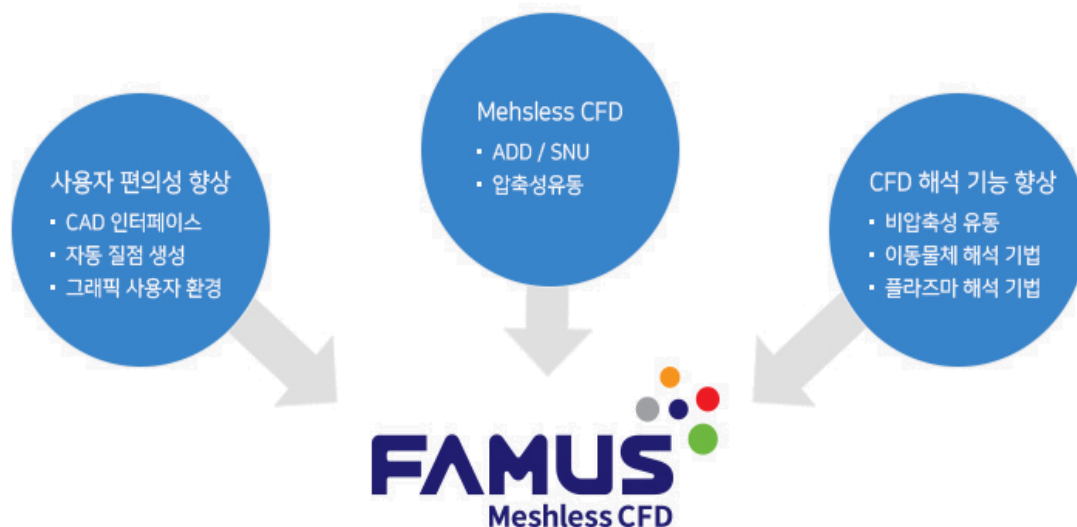 사용자 편의성 향상
▪ CAD 인터페이스
▪ 자동 질점 생성
▪ 그래픽 사용자 환경
Mehsless CFD
▪ ADD / SNU
▪ 압축성유동
CFD 해석 기능 향상
▪ 비압축성 유동
▪ 이동물체 해석 기법
▪ 플라즈마 해석 기법
FAMUS
Meshless CFD